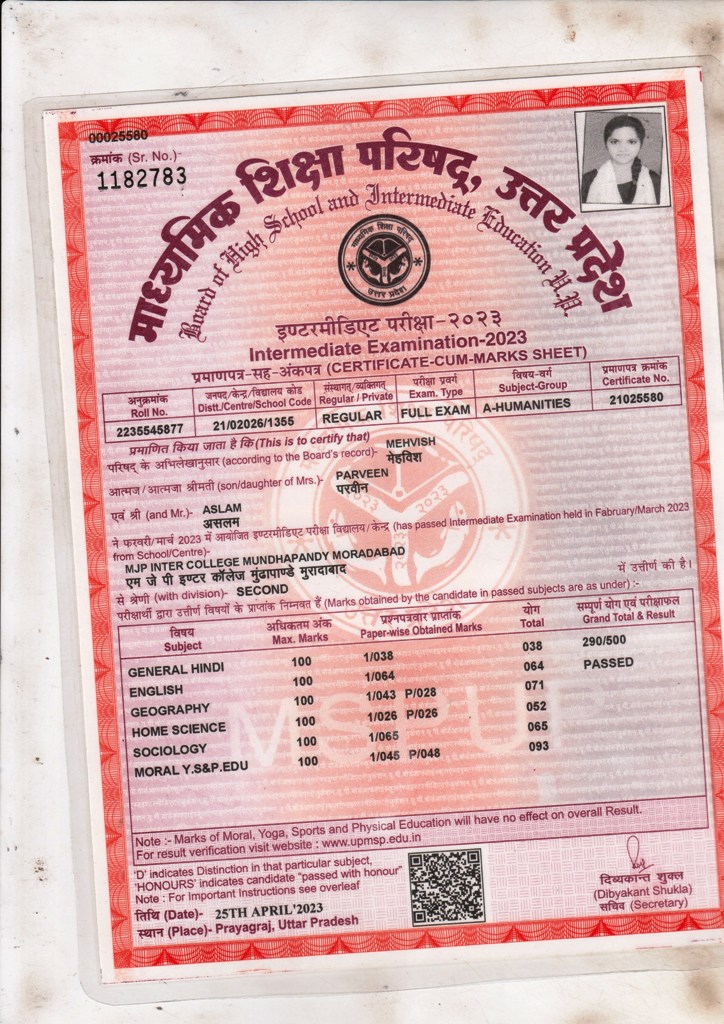 00025580
क्रमांक (Sr. No.)-
1182783
माध्यमिक शिक्षा परिषद, उत्तर प्रदेश
Board of High School and Intermediate Education U.P.
माध्यमिक शिक्षा परिषद
उत्तर प्रदेश
इण्टरमीडिएट परीक्षा-२०२३
Intermediate Examination-2023
प्रमाणपत्र-सह-अंकपत्र (CERTIFICATE-CUM-MARKS SHEET)
अनुक्रमांक जनपद/केन्द्र/विद्यालय कोड संस्थागत/व्यक्तिगत परीक्षा प्रवर्ग विषय-वर्ग प्रमाणपत्र क्रमांक
Roll No. Distt./Centre/School Code Regular / Private Exam. Type Subject-Group Certificate No.
2235545877 21/02026/1355 REGULAR FULL EXAM A-HUMANITIES 21025580
प्रमाणित किया जाता है कि(This is to certify that) MEHVISH
परिषद् के अभिलेखानुसार (according to the Board's record)- मेहविश
आत्मज/आत्मजा श्रीमती (son/daughter of Mrs.)- PARVEEN
परवीन
एवं श्री (and Mr.)- ASLAM
असलम
ने फरवरी/मार्च 2023 में आयोजित इण्टरमीडिएट परीक्षा विद्यालय/केन्द्र (has passed Intermediate Examination held in Fabruary/March 2023
from School/Centre)-
MJP INTER COLLEGE MUNDHAPANDY MORADABAD
एम जे पी इण्टर कॉलेज मुंढापाण्डे मुरादाबाद में उत्तीर्ण की है।
से श्रेणी (with division)- SECOND
परीक्षार्थी द्वारा उत्तीर्ण विषयों के प्राप्तांक निम्नवत हैं (Marks obtained by the candidate in passed subjects are as under) :-
विषय अधिकतम अंक प्रश्नपत्रवार प्राप्तांक योग सम्पूर्ण योग एवं परीक्षाफल
Subject Max. Marks Paper-wise Obtained Marks Total Grand Total & Result
GENERAL HINDI 100 1/038 038 290/500
ENGLISH 100 1/064 064 PASSED
GEOGRAPHY 100 1/043 P/028 071
HOME SCIENCE 100 1/026 P/026 052
SOCIOLOGY 100 1/065 065
MORAL Y.S&P.EDU 100 1/045 P/048 093
Note :- Marks of Moral, Yoga, Sports and Physical Education will have no effect on overall Result.
For result verification visit website : www.upmsp.edu.in
'D' indicates Distinction in that particular subject,
'HONOURS' indicates candidate "passed with honour"
Note : For Important Instructions see overleaf
तिथि (Date)- 25TH APRIL'2023
स्थान (Place)- Prayagraj, Uttar Pradesh
दिव्यकान्त शुक्ल
(Dibyakant Shukla)
सचिव (Secretary)